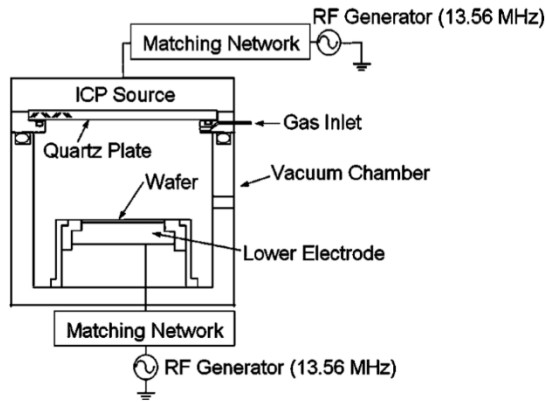 RF Generator (13.56 MHz)
Matching Network
ICP Source
Gas Inlet
Quartz Plate
Vacuum Chamber
Wafer
Lower Electrode
Matching Network
RF Generator (13.56 MHz)